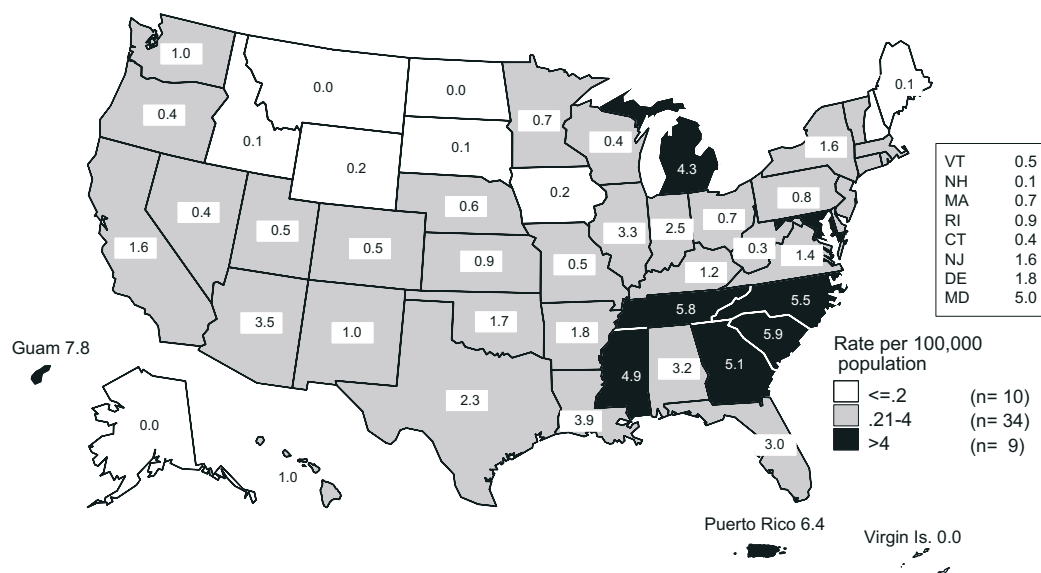 1.0
0.0
0.0
0.1
0.4
0.7
0.4
1.6
0.1
0.1
0.2
4.3
0.2
0.8
0.6
0.4
0.5
0.5
3.3
2.5
0.7
0.3
1.4
1.6
0.9
0.5
1.2
5.8
5.5
3.5
1.0
1.7
1.8
5.9
4.9
3.2
5.1
2.3
3.9
3.0
0.0
1.0
VT 0.5
NH 0.1
MA 0.7
RI 0.9
CT 0.4
NJ 1.6
DE 1.8
MD 5.0
Guam 7.8
Rate per 100,000
population
<=.2 (n= 10)
.21-4 (n= 34)
>4 (n= 9)
Puerto Rico 6.4
Virgin Is. 0.0